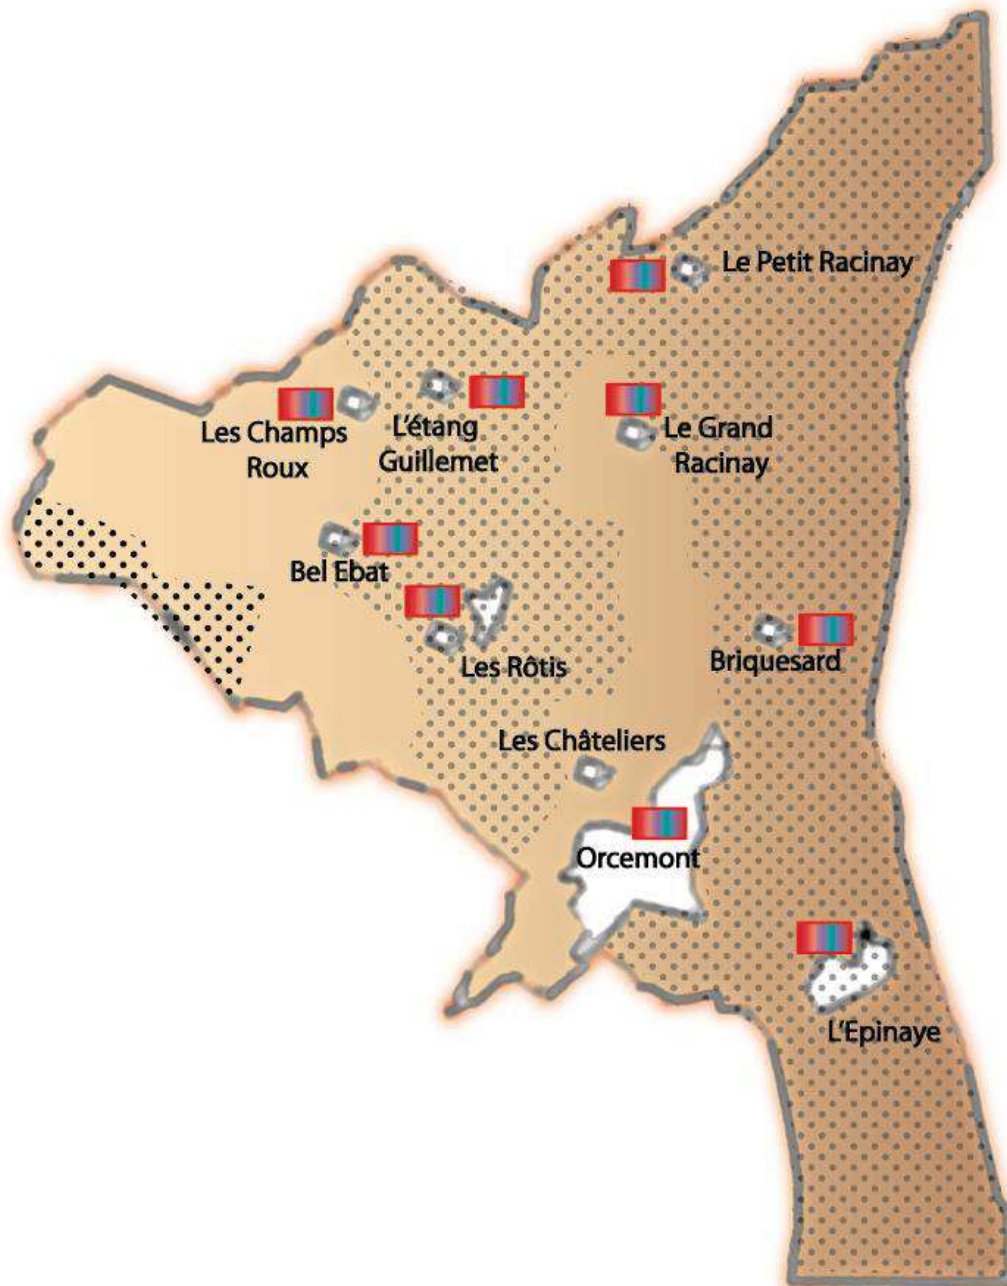 Le Petit Racinay
Les Champs
Roux
L'étang
Guillemet
Le Grand
Racinay
Bel Ebat
Les Rôtis
Briquesard
Les Châteliers
Orcemont
L'Epinaye